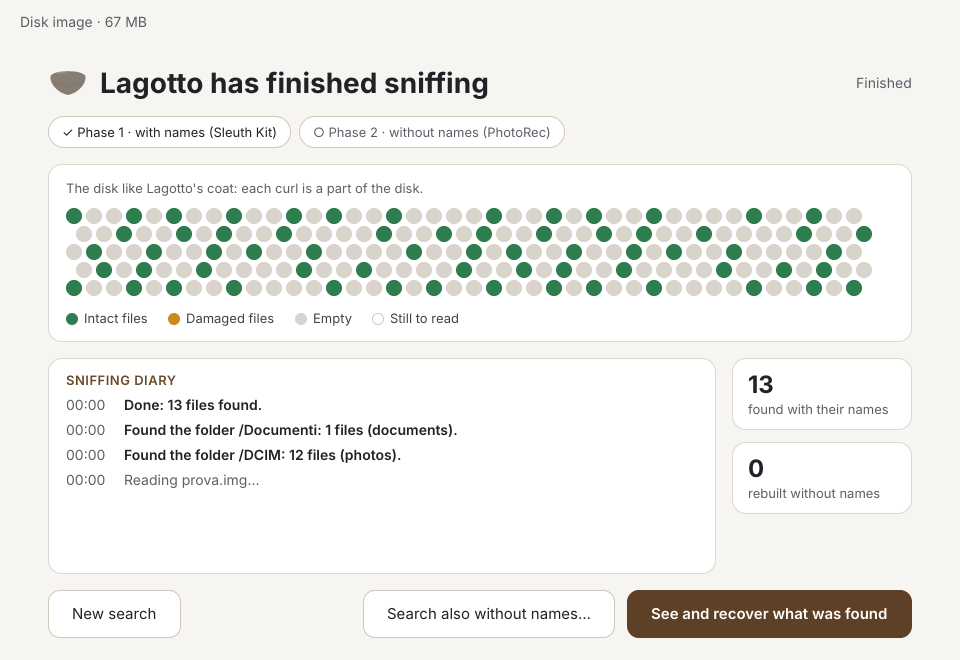 Disk image · 67 MB
Lagotto has finished sniffing
Finished
✓ Phase 1 · with names (Sleuth Kit)
○ Phase 2 · without names (PhotoRec)
The disk like Lagotto's coat: each curl is a part of the disk.
Intact files
Damaged files
Empty
Still to read
SNIFFING DIARY
00:00 Done: 13 files found.
00:00 Found the folder /Documenti: 1 files (documents).
00:00 Found the folder /DCIM: 12 files (photos).
00:00 Reading prova.img…
13
found with their names
0
rebuilt without names
New search
Search also without names…
See and recover what was found